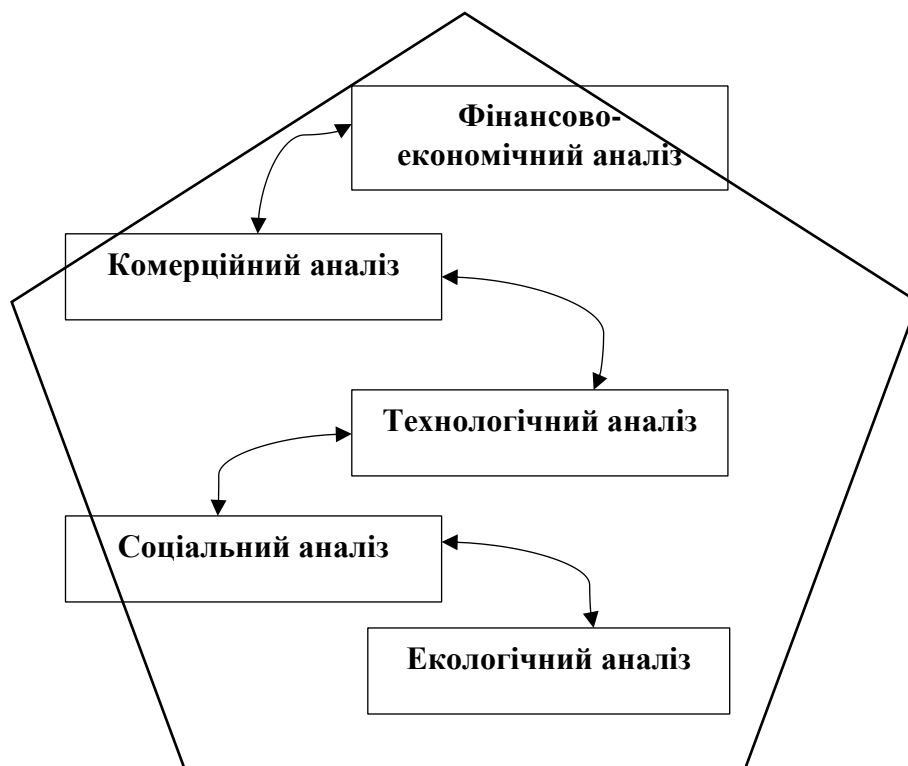 Фінансово-
економічний аналіз
Комерційний аналіз
Технологічний аналіз
Соціальний аналіз
Екологічний аналіз